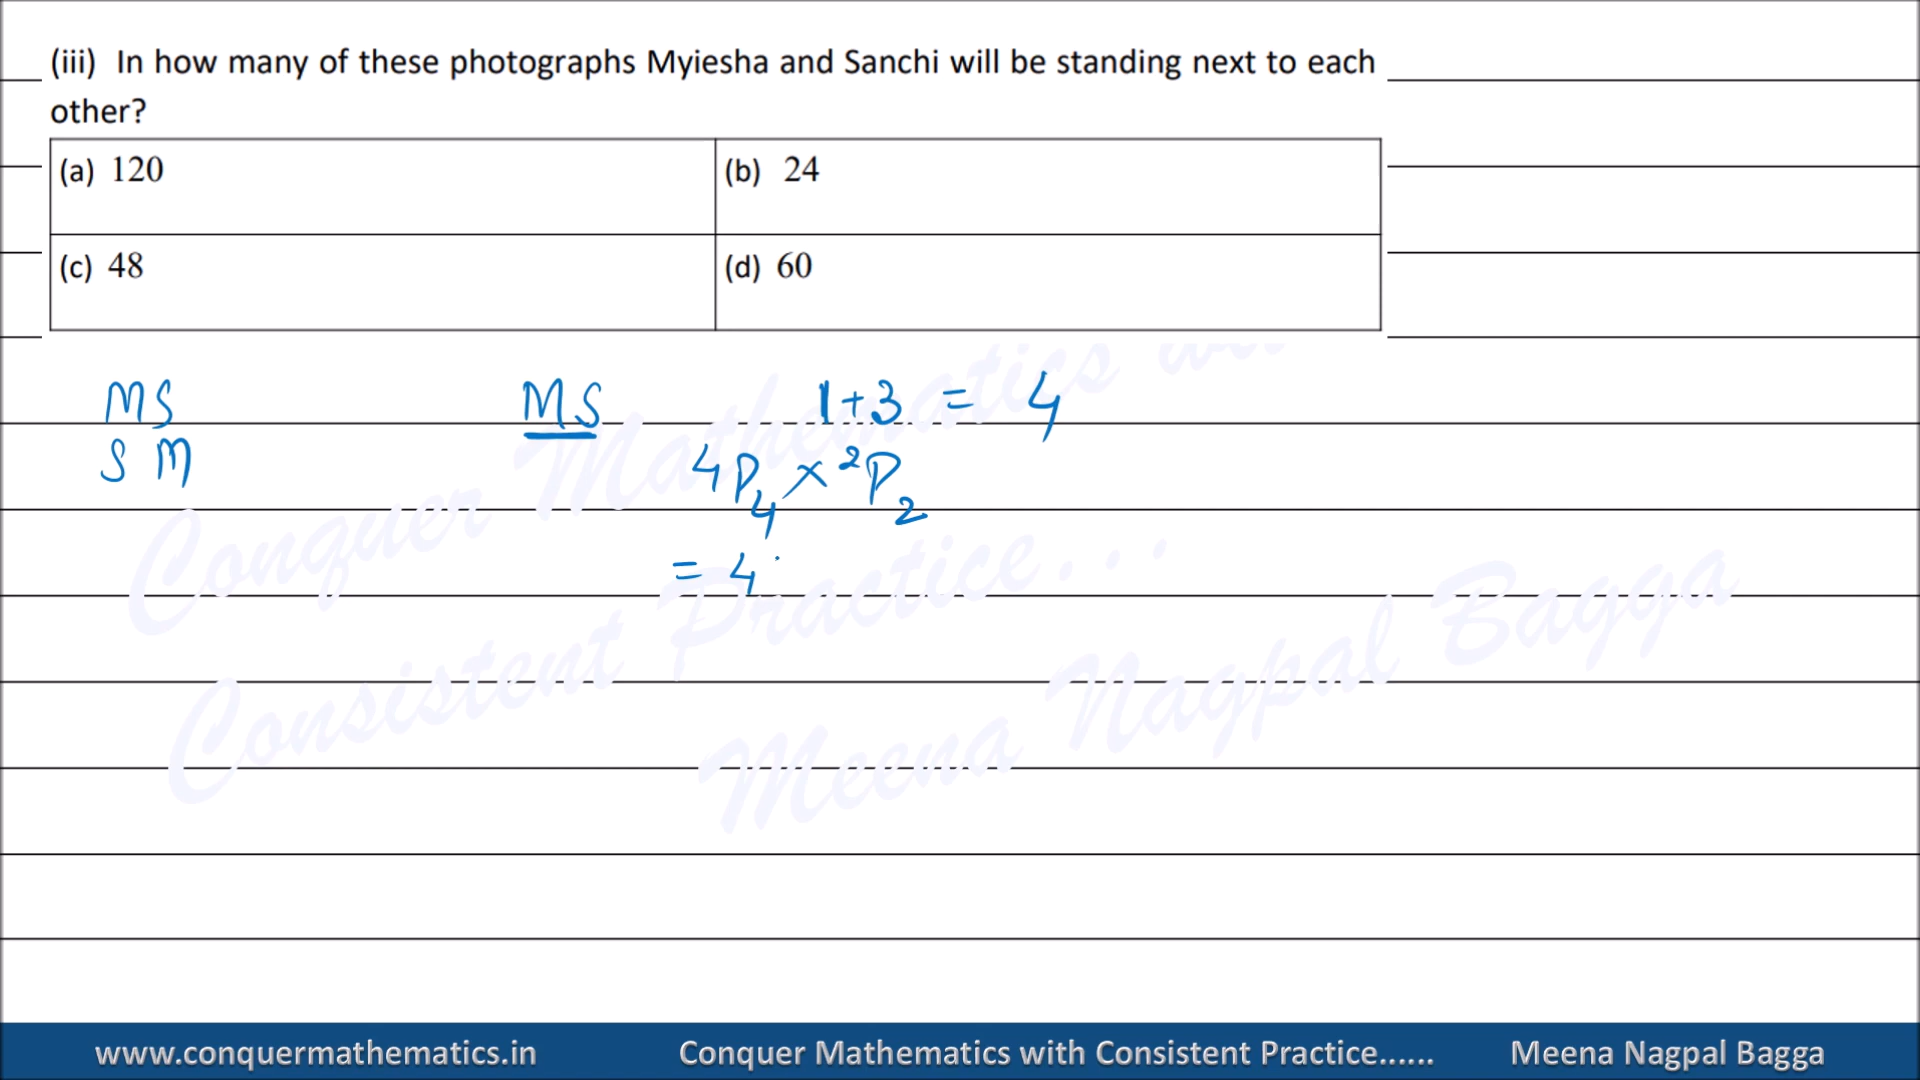 (iii) In how many of these photographs Myiesha and Sanchi will be standing next to each
other?
(a) 120
(b) 24
(c) 48
(d) 60
MS
SM
MS
1+3 = 4
4P4 × ²P2
= 4
Conquer Mathematics with
Consistent Practice...
Meena Nagpal Bagga
www.conquermathematics.in
Conquer Mathematics with Consistent Practice......
Meena Nagpal Bagga